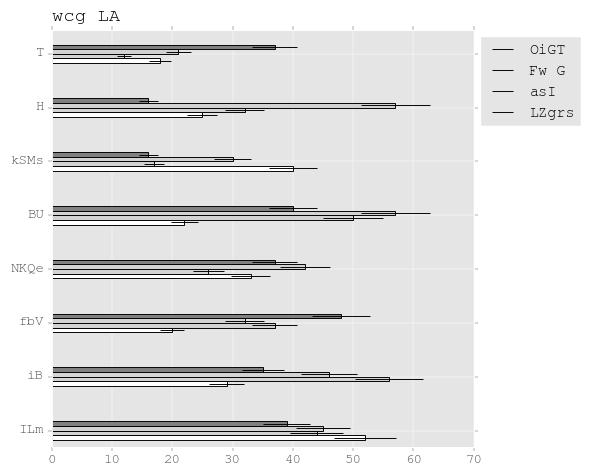 wcg LA
T
H
kSMs
BU
NKQe
fbV
iB
ILm
0 10 20 30 40 50 60 70
OiGT
Fw G
asI
LZgrs